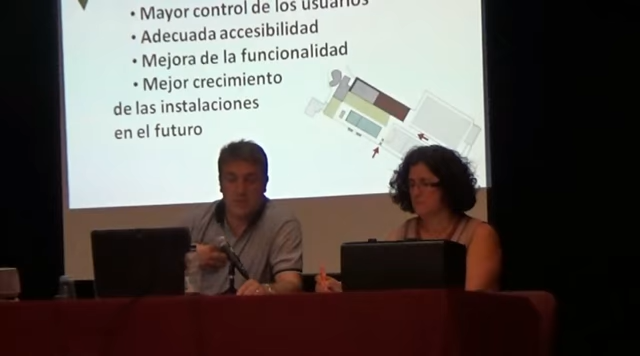 • Mayor control de los usuarios
• Adecuada accesibilidad
• Mejora de la funcionalidad
• Mejor crecimiento
de las instalaciones
en el futuro